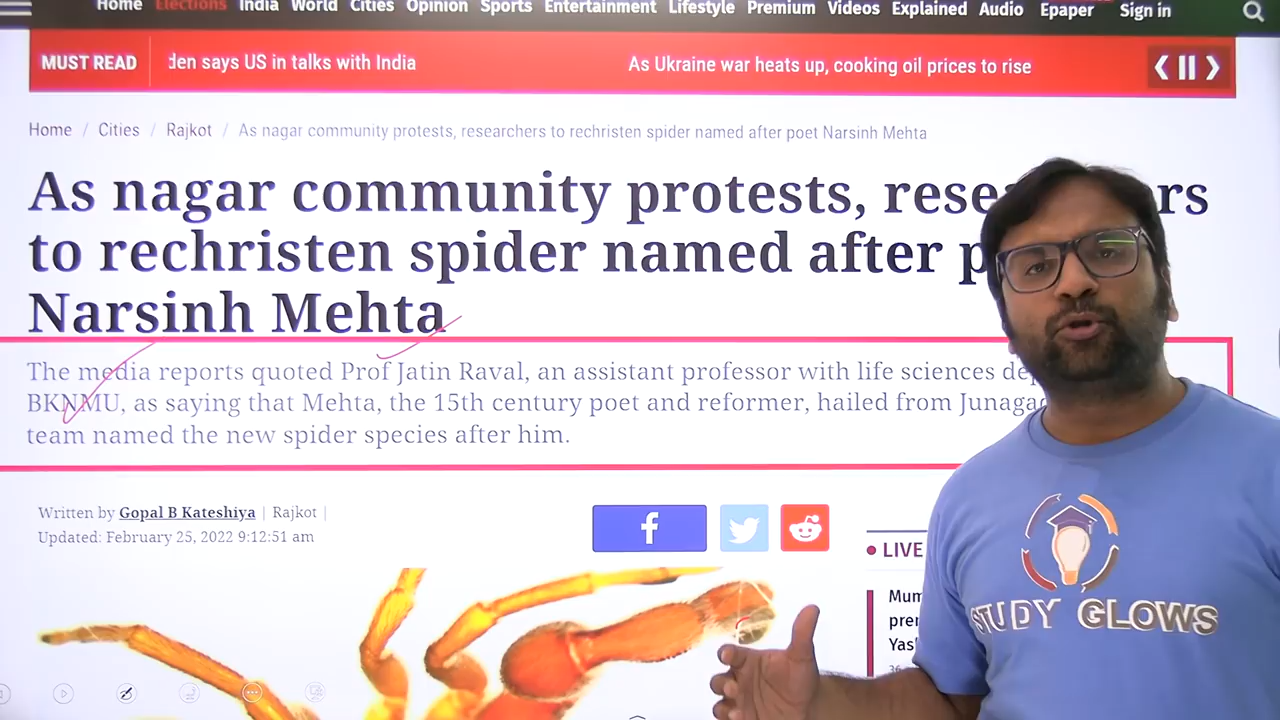 Home Elections India World Cities Opinion Sports Entertainment Lifestyle Premium Videos Explained Audio Epaper Sign in
MUST READ den says US in talks with India As Ukraine war heats up, cooking oil prices to rise
Home / Cities / Rajkot / As nagar community protests, researchers to rechristen spider named after poet Narsinh Mehta
As nagar community protests, rese rs
to rechristen spider named after p
Narsinh Mehta
The media reports quoted Prof Jatin Raval, an assistant professor with life sciences de
BKNMU, as saying that Mehta, the 15th century poet and reformer, hailed from Junaga
team named the new spider species after him.
Written by Gopal B Kateshiya | Rajkot |
Updated: February 25, 2022 9:12:51 am
LIVE
Mum
prer
Yas
STUDY GLOWS